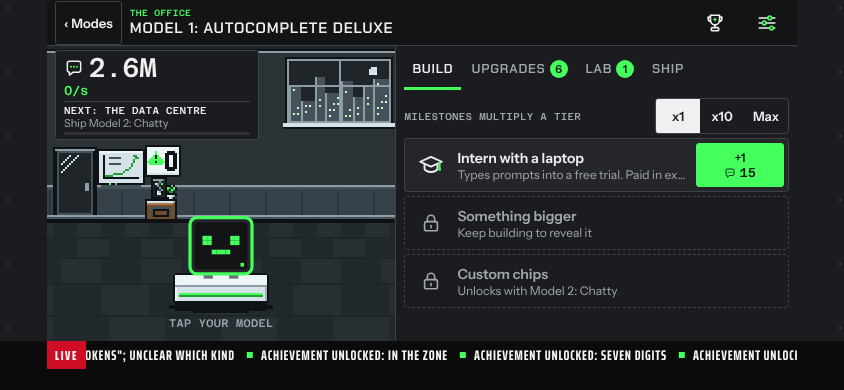 ‹ Modes
THE OFFICE
MODEL 1: AUTOCOMPLETE DELUXE
2.6M
0/s
NEXT: THE DATA CENTRE
Ship Model 2: Chatty
TAP YOUR MODEL
BUILD UPGRADES 6 LAB 1 SHIP
MILESTONES MULTIPLY A TIER
x1 x10 Max
Intern with a laptop
Types prompts into a free trial. Paid in ex...
+1
15
Something bigger
Keep building to reveal it
Custom chips
Unlocks with Model 2: Chatty
LIVE OKENS"; UNCLEAR WHICH KIND ■ ACHIEVEMENT UNLOCKED: IN THE ZONE ■ ACHIEVEMENT UNLOCKED: SEVEN DIGITS ■ ACHIEVEMENT UNLOC